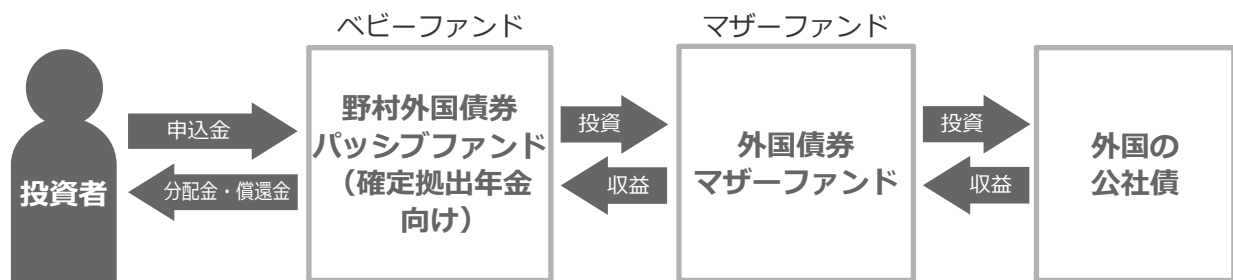 ベビーファンド
マザーファンド
投資者
申込金
分配金・償還金
野村外国債券
パッシブファンド
（確定拠出年金
向け）
投資
収益
外国債券
マザーファンド
投資
収益
外国の
公社債